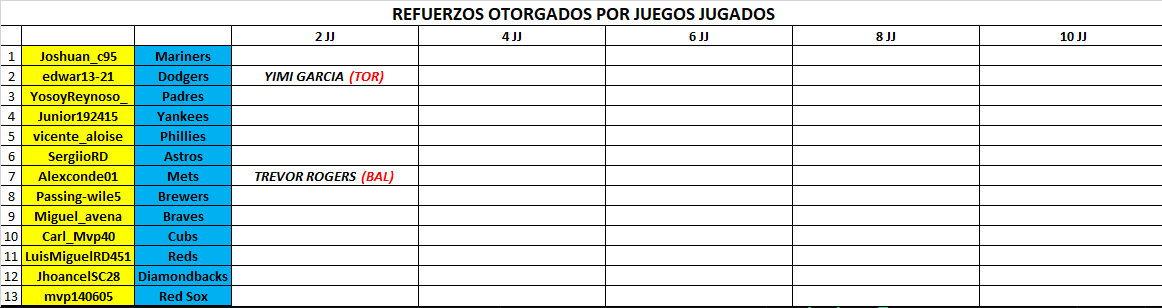 REFUERZOS OTORGADOS POR JUEGOS JUGADOS
2 JJ 4 JJ 6 JJ 8 JJ 10 JJ
1 Joshuan_c95 Mariners
2 edwar13-21 Dodgers YIMI GARCIA (TOR)
3 YosoyReynoso_ Padres
4 Junior192415 Yankees
5 vicente_aloise Phillies
6 SergiioRD Astros
7 Alexconde01 Mets TREVOR ROGERS (BAL)
8 Passing-wile5 Brewers
9 Miguel_avena Braves
10 Carl_Mvp40 Cubs
11 LuisMiguelRD451 Reds
12 JhoancelSC28 Diamondbacks
13 mvp140605 Red Sox